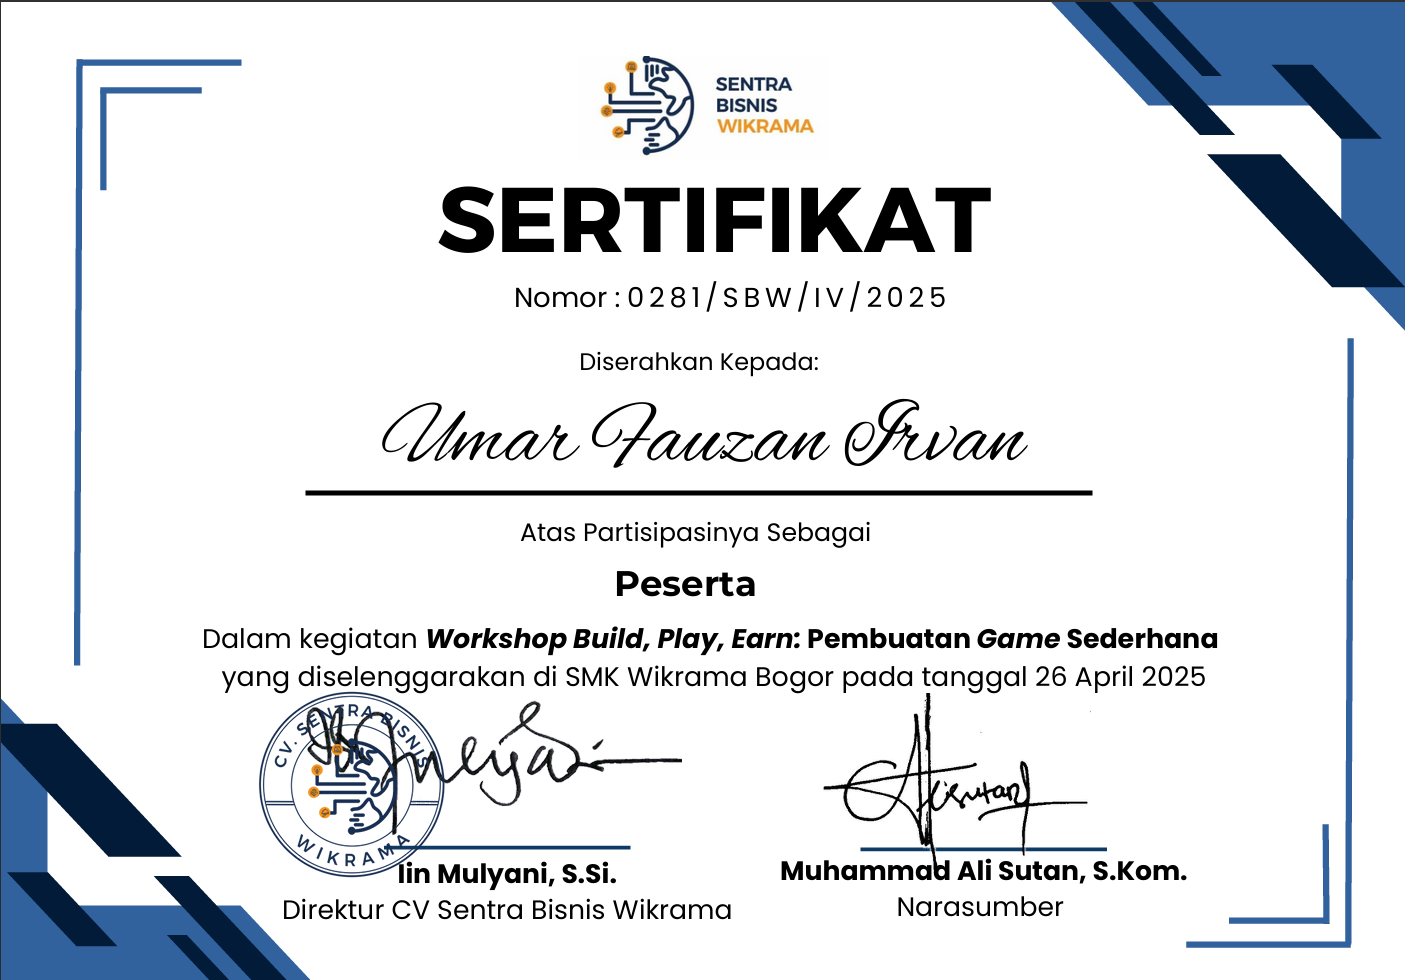 SENTRA
BISNIS
WIKRAMA
SERTIFIKAT
Nomor : 0281/SBW/IV/2025
Diserahkan Kepada:
Umar Fauzan Irvan
Atas Partisipasinya Sebagai
Peserta
Dalam kegiatan Workshop Build, Play, Earn: Pembuatan Game Sederhana
yang diselenggarakan di SMK Wikrama Bogor pada tanggal 26 April 2025
CV. SENTRA BISNIS
WIKRAMA
Iin Mulyani, S.Si.
Direktur CV Sentra Bisnis Wikrama
Muhammad Ali Sutan, S.Kom.
Narasumber